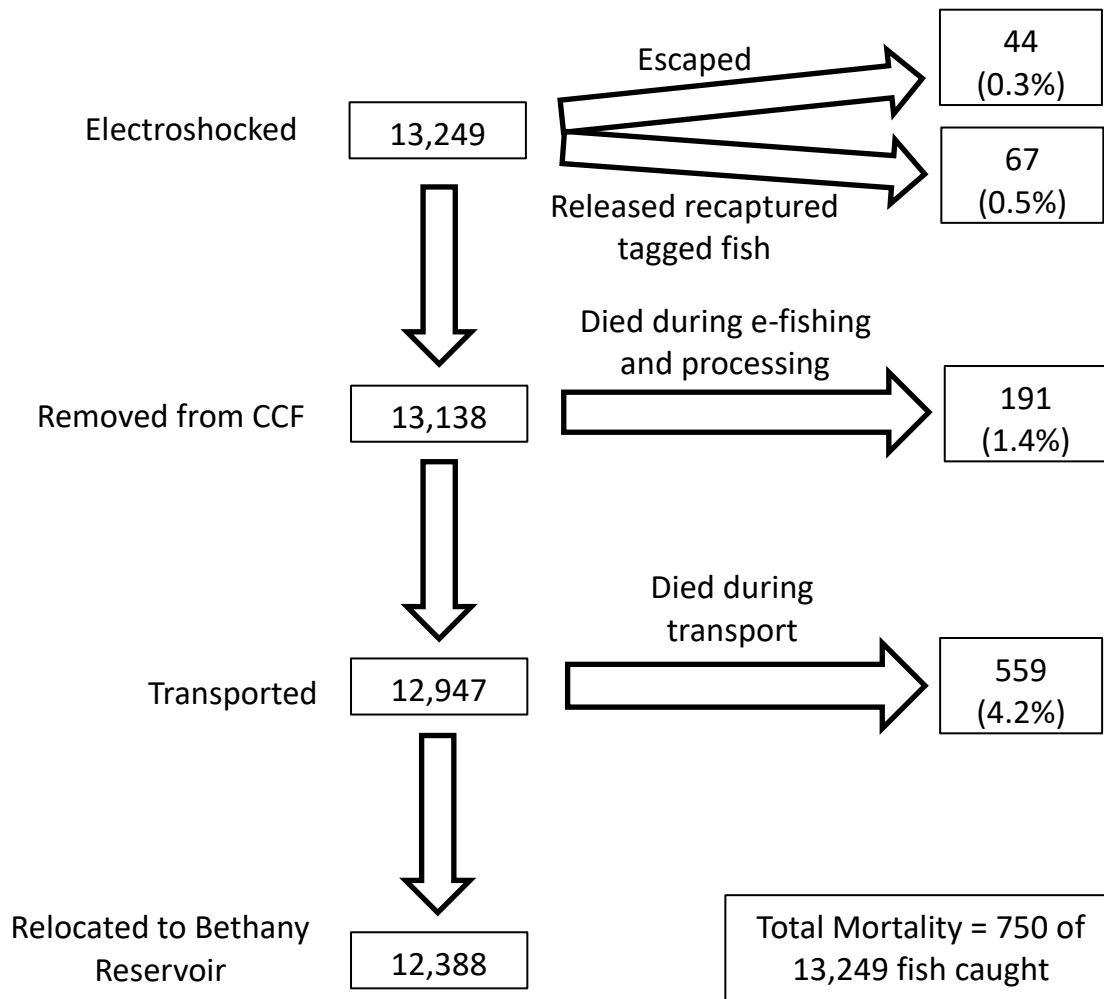 Electroshocked
13,249
Escaped
44
(0.3%)
Released recaptured
tagged fish
67
(0.5%)
Removed from CCF
13,138
Died during e-fishing
and processing
191
(1.4%)
Transported
12,947
Died during
transport
559
(4.2%)
Relocated to Bethany
Reservoir
12,388
Total Mortality = 750 of
13,249 fish caught